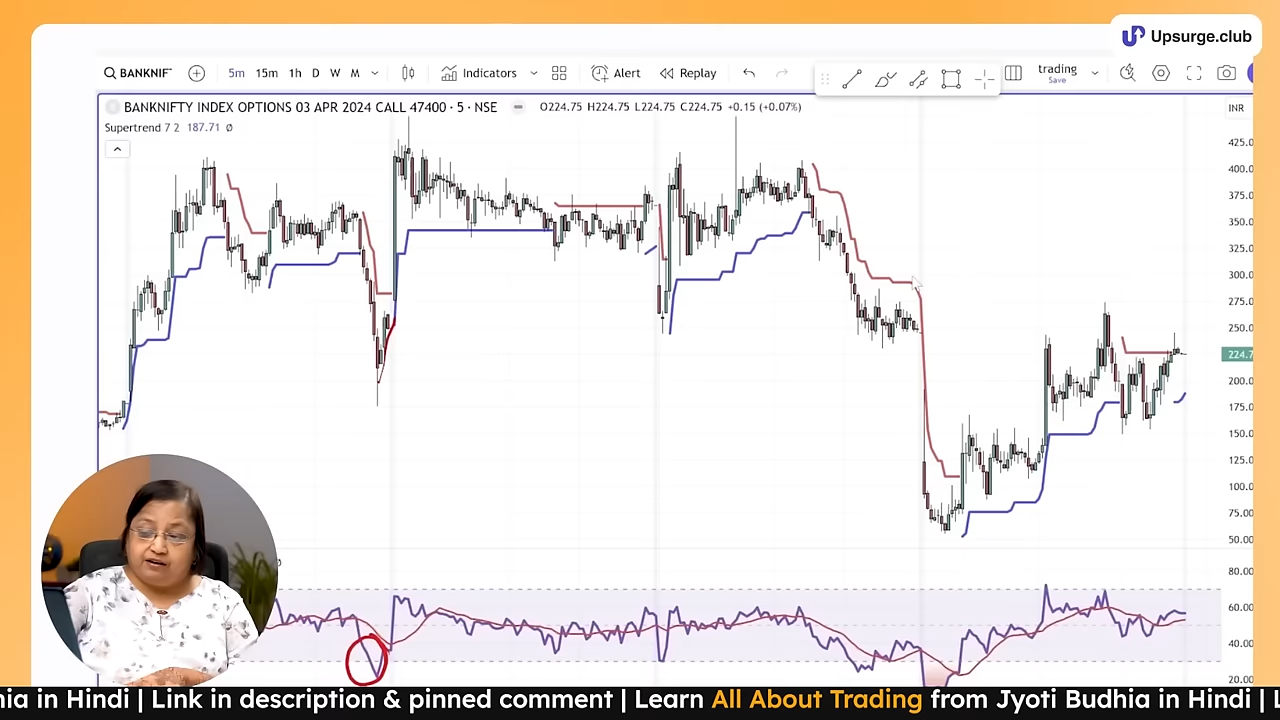 Upsurge.club
BANKNIF
5m 15m 1h D W M Indicators Alert Replay trading
Save
BANKNIFTY INDEX OPTIONS 03 APR 2024 CALL 47400 · 5 · NSE O224.75 H224.75 L224.75 C224.75 +0.15 (+0.07%) INR
Supertrend 7 2 187.71 Ø
425.0
400.0
375.0
350.0
325.0
300.0
275.0
250.0
224.7
200.0
175.0
150.0
125.0
100.0
75.00
50.00
80.00
60.00
40.00
20.00
ia in Hindi | Link in description & pinned comment | Learn All About Trading from Jyoti Budhia in Hindi |